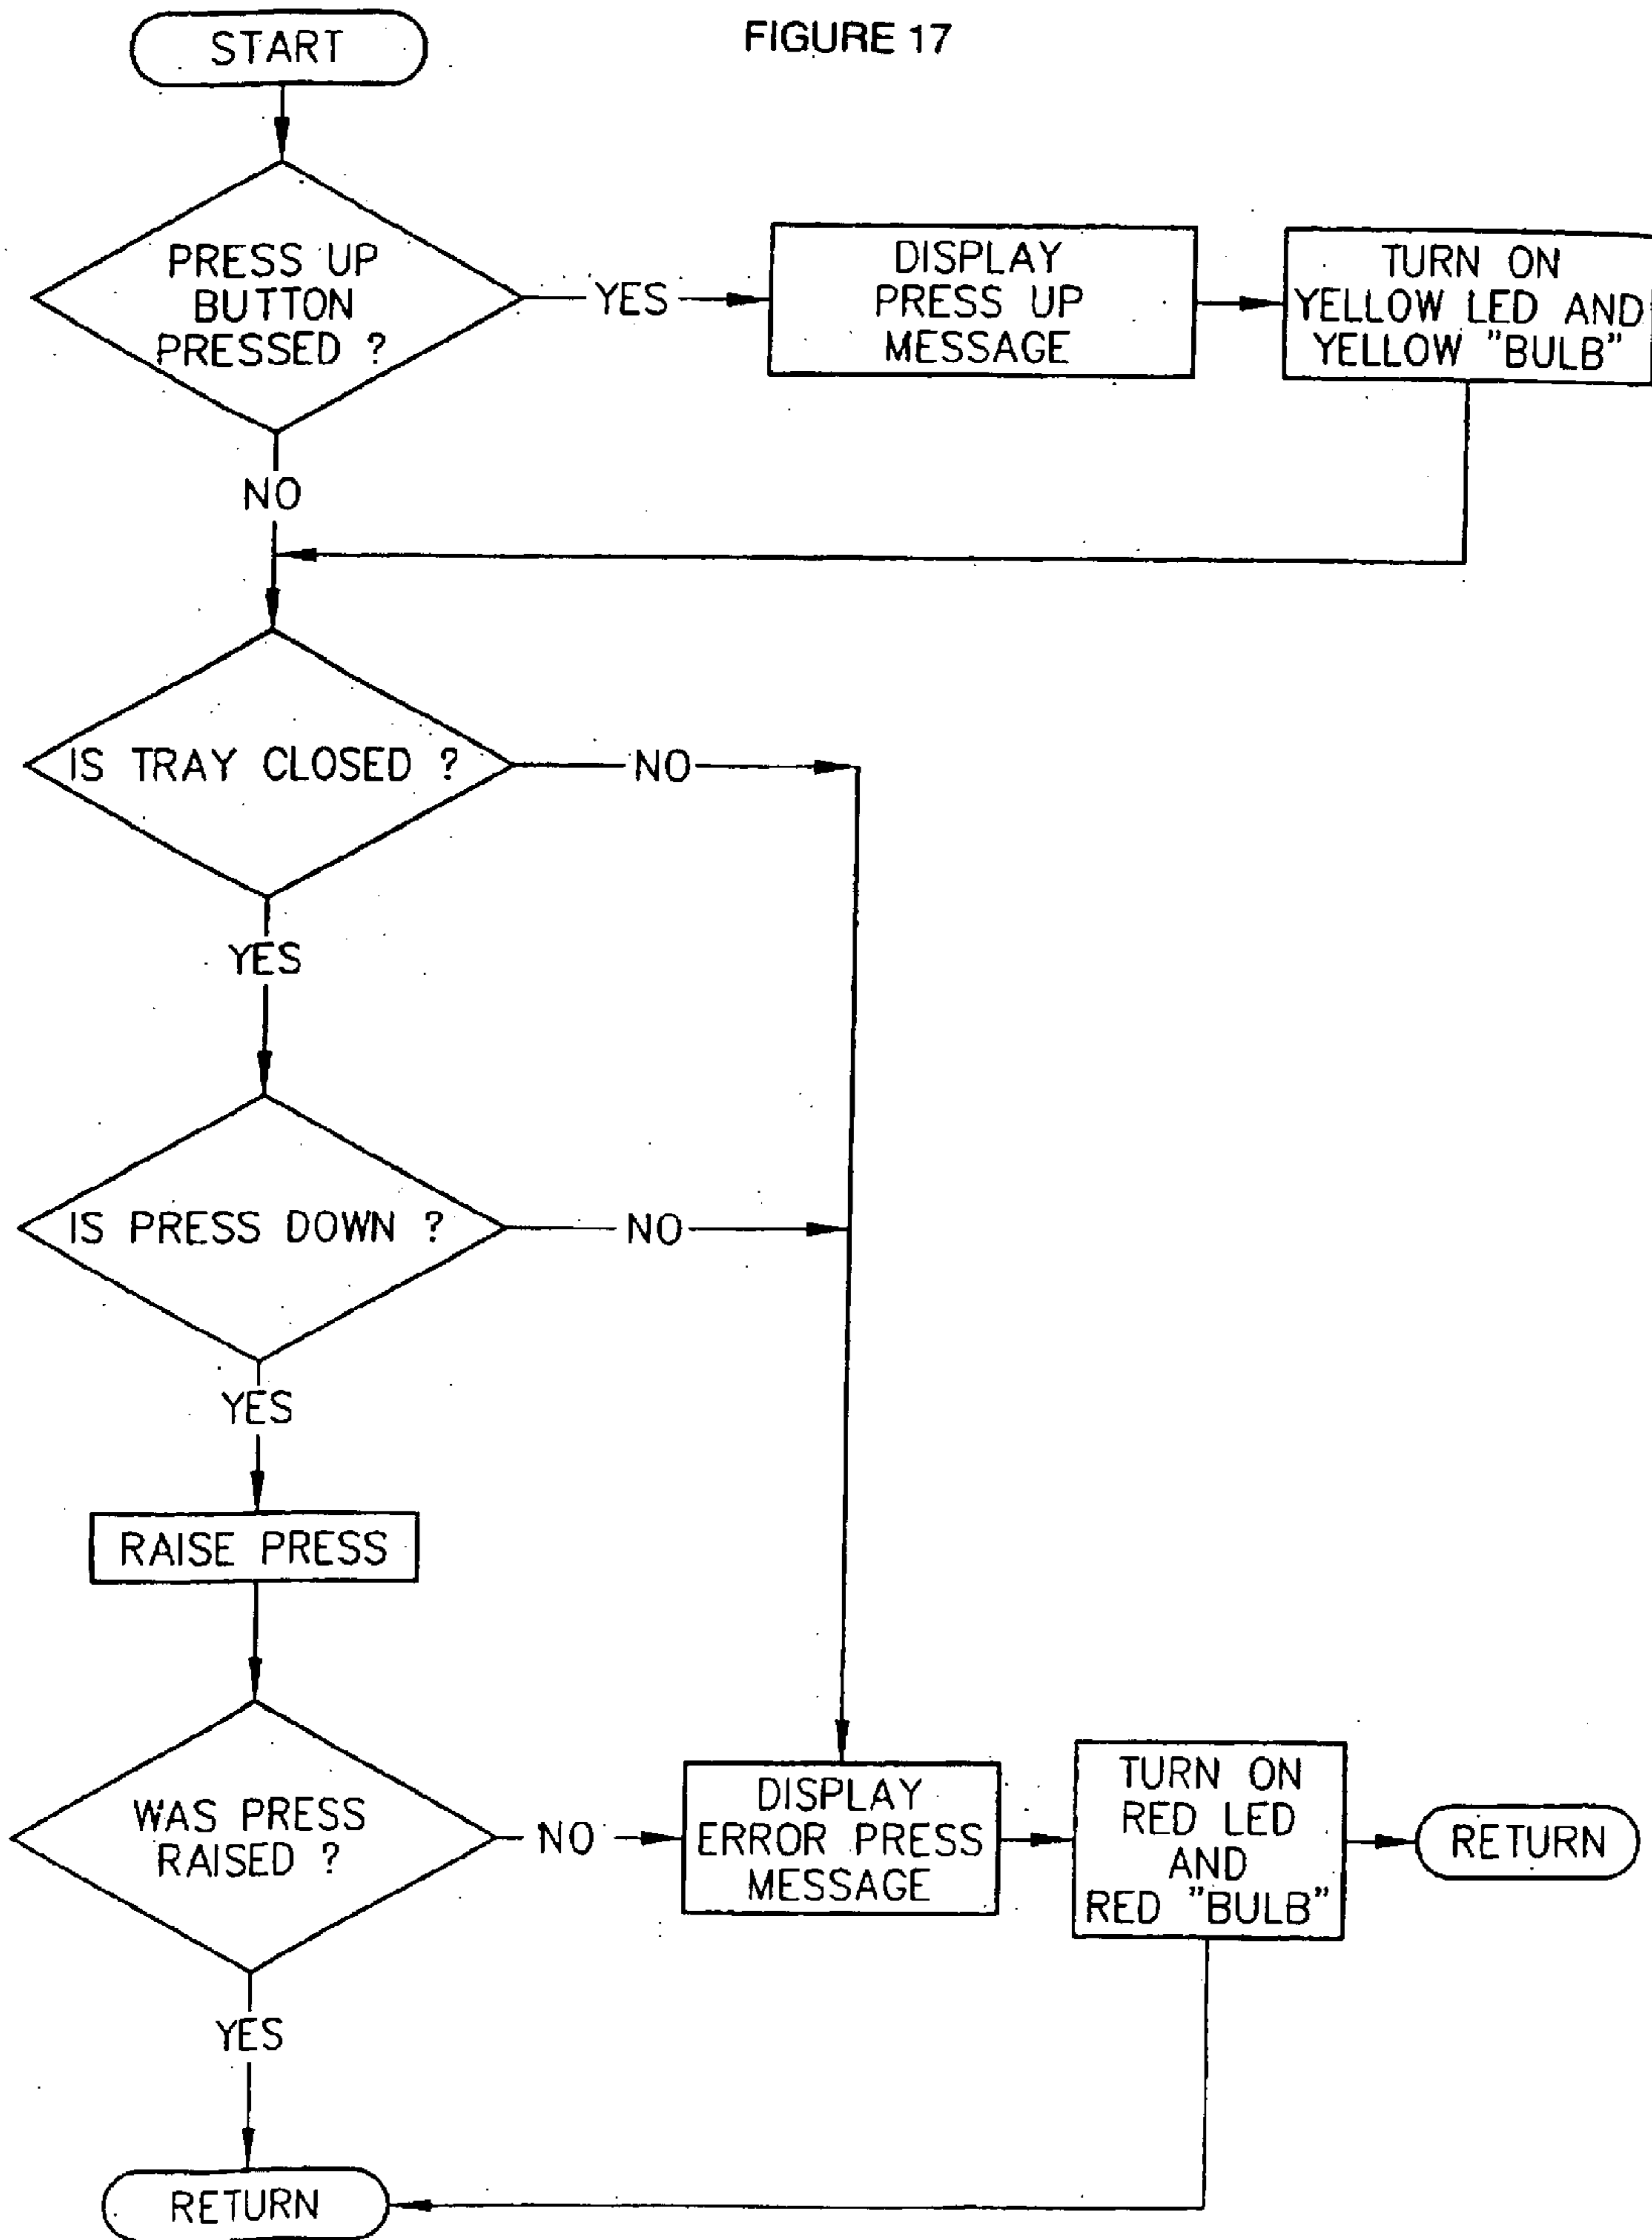 FIGURE 17
START
PRESS UP
BUTTON
PRESSED ?
YES
DISPLAY
PRESS UP
MESSAGE
TURN ON
YELLOW LED AND
YELLOW "BULB"
NO
IS TRAY CLOSED ?
NO
YES
IS PRESS DOWN ?
NO
YES
RAISE PRESS
WAS PRESS
RAISED ?
NO
DISPLAY
ERROR PRESS
MESSAGE
TURN ON
RED LED
AND
RED "BULB"
RETURN
YES
RETURN